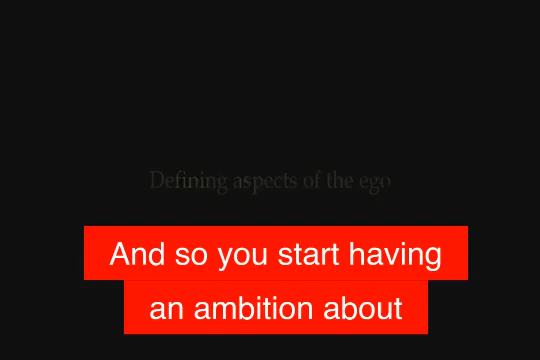 Defining aspects of the ego
And so you start having
an ambition about